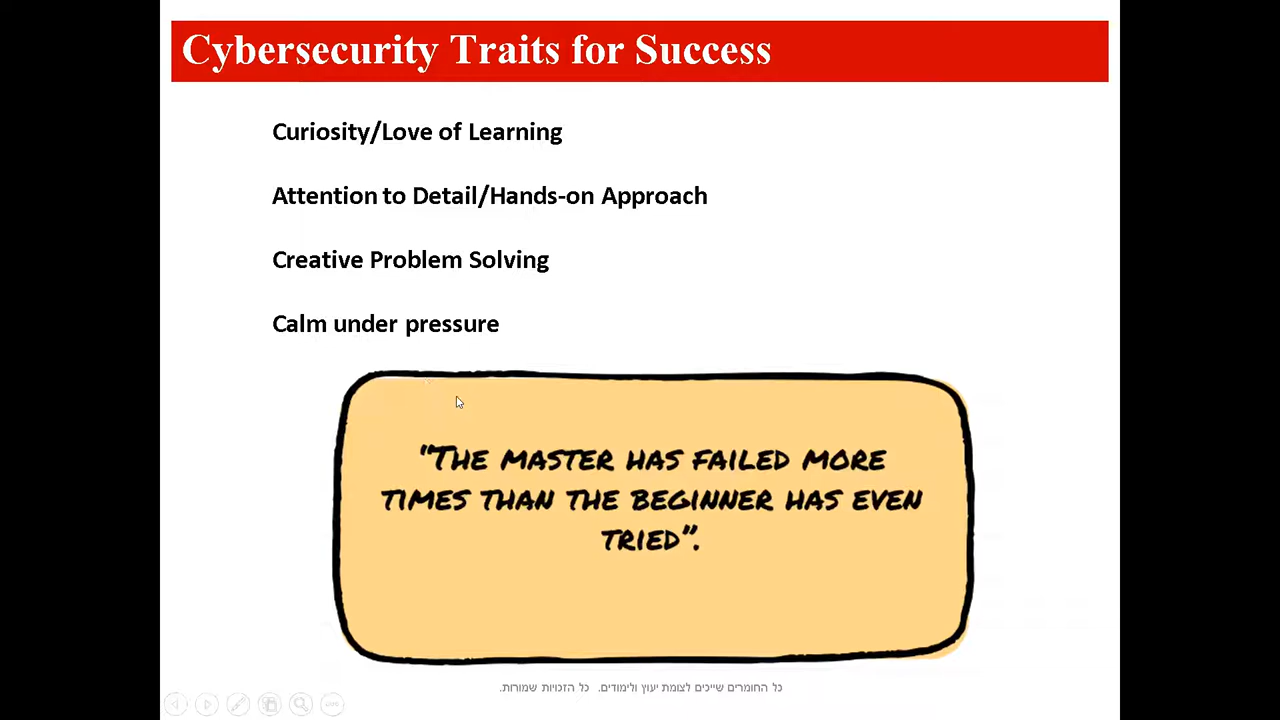 Cybersecurity Traits for Success
Curiosity/Love of Learning
Attention to Detail/Hands-on Approach
Creative Problem Solving
Calm under pressure
"THE MASTER HAS FAILED MORE
TIMES THAN THE BEGINNER HAS EVEN
TRIED".
כל החומרים שייכים לצומת יעוץ ולימודים. כל הזכויות שמורות.